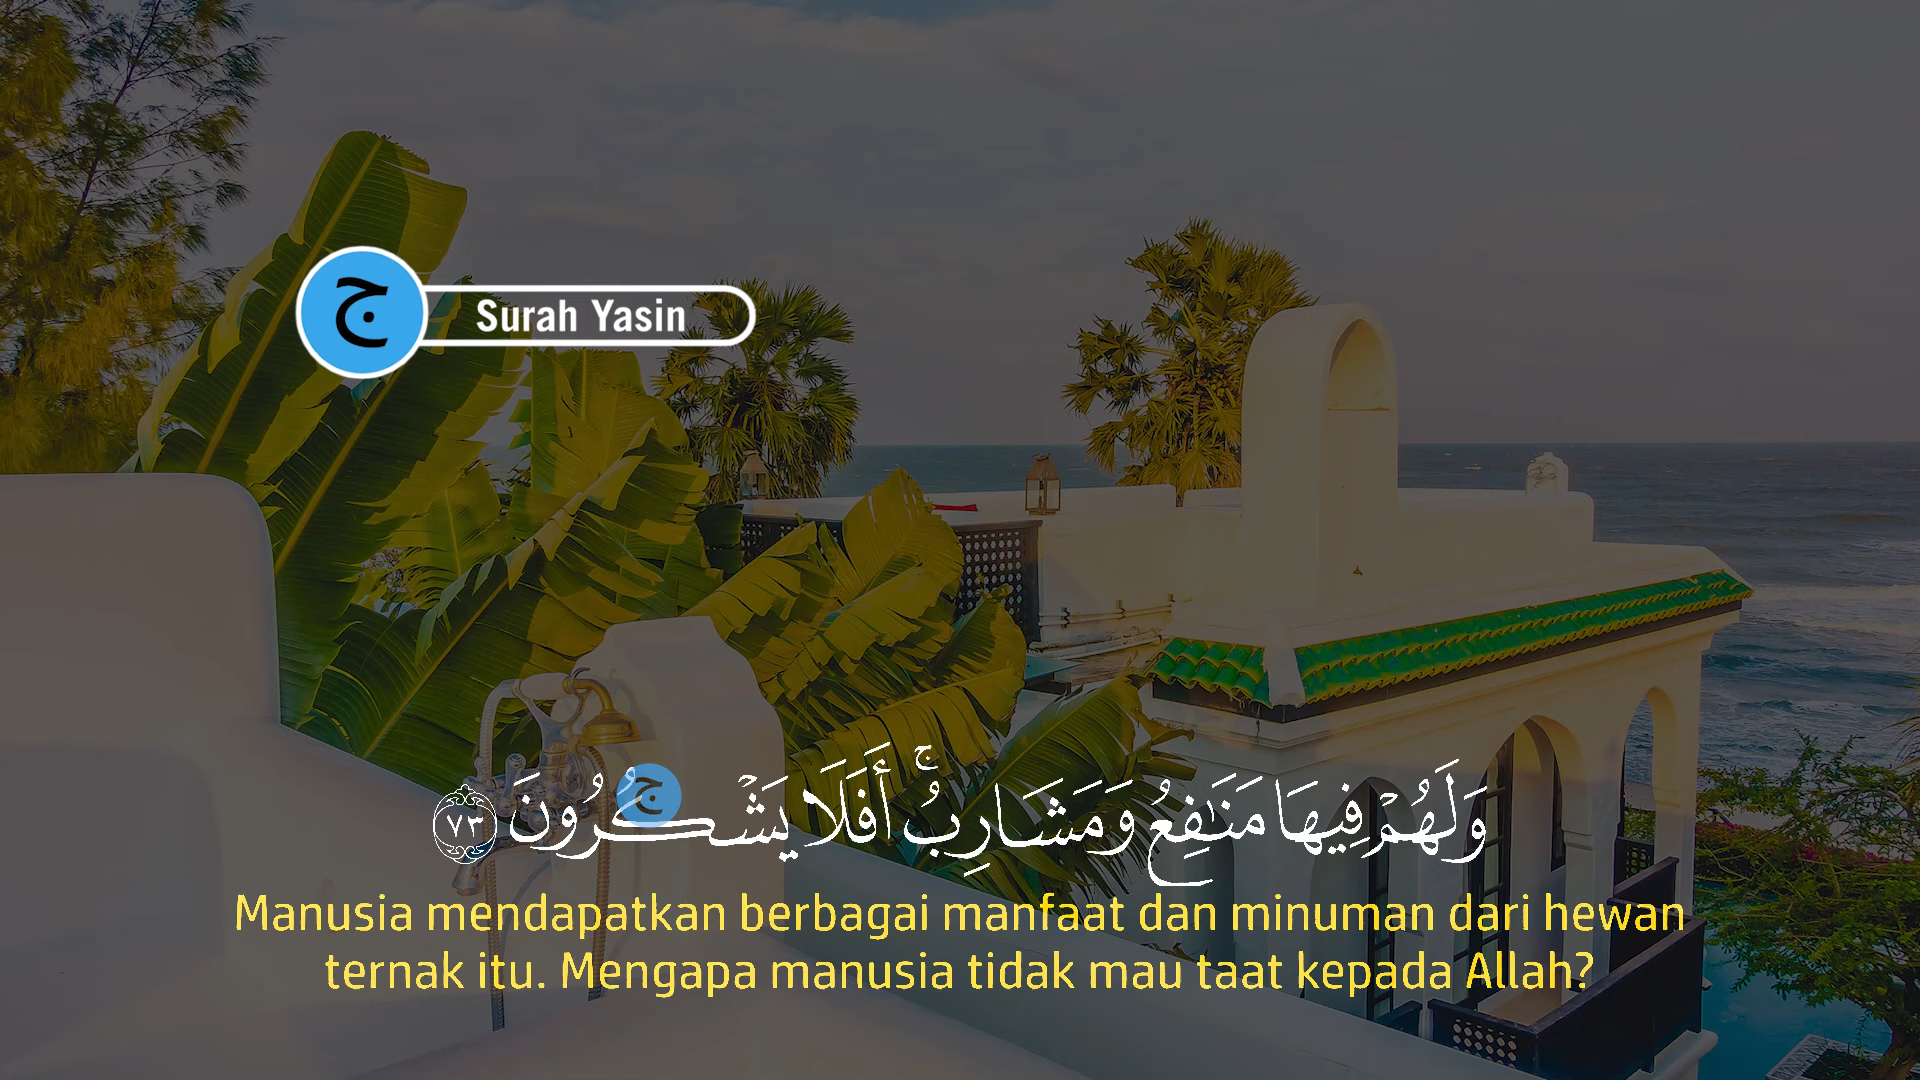 ج
Surah Yasin
وَلَهُمْ فِيهَا مَنَـٰفِعُ وَمَشَارِبُ ۚ أَفَلَا يَشْكُرُونَ ٧٣
ج
Manusia mendapatkan berbagai manfaat dan minuman dari hewan
ternak itu. Mengapa manusia tidak mau taat kepada Allah?